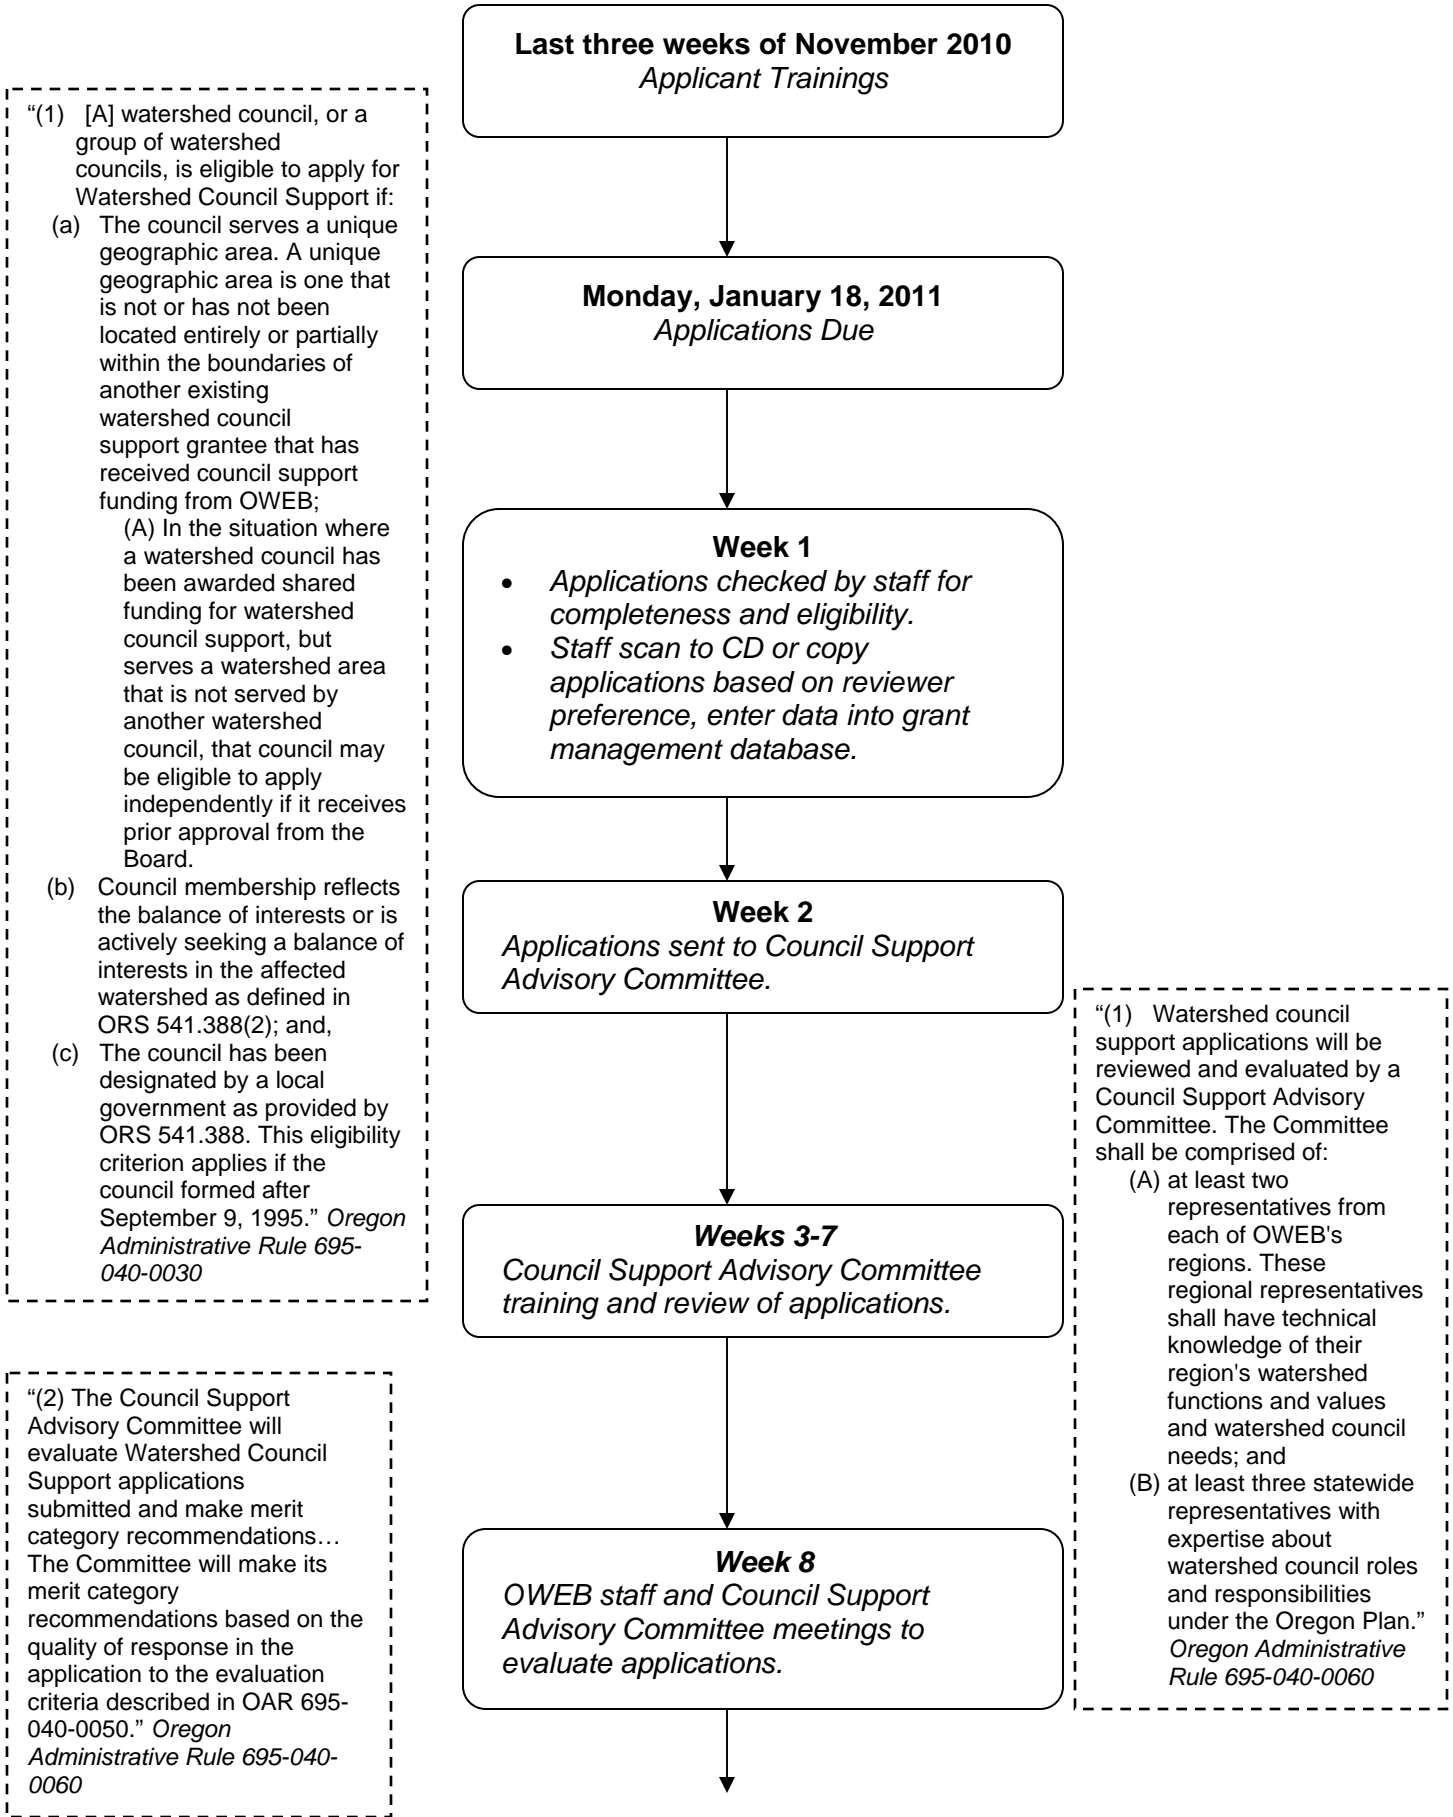 Last three weeks of November 2010
Applicant Trainings
“(1) [A] watershed council, or a
group of watershed
councils, is eligible to apply for
Watershed Council Support if:
(a) The council serves a unique
geographic area. A unique
geographic area is one that
is not or has not been
located entirely or partially
within the boundaries of
another existing
watershed council
support grantee that has
received council support
funding from OWEB;
(A) In the situation where
a watershed council has
been awarded shared
funding for watershed
council support, but
serves a watershed area
that is not served by
another watershed
council, that council may
be eligible to apply
independently if it receives
prior approval from the
Board.
(b) Council membership reflects
the balance of interests or is
actively seeking a balance of
interests in the affected
watershed as defined in
ORS 541.388(2); and,
(c) The council has been
designated by a local
government as provided by
ORS 541.388. This eligibility
criterion applies if the
council formed after
September 9, 1995.” Oregon
Administrative Rule 695-
040-0030
Monday, January 18, 2011
Applications Due
Week 1
• Applications checked by staff for
completeness and eligibility.
• Staff scan to CD or copy
applications based on reviewer
preference, enter data into grant
management database.
Week 2
Applications sent to Council Support
Advisory Committee.
“(1) Watershed council
support applications will be
reviewed and evaluated by a
Council Support Advisory
Committee. The Committee
shall be comprised of:
(A) at least two
representatives from
each of OWEB's
regions. These
regional representatives
shall have technical
knowledge of their
region's watershed
functions and values
and watershed council
needs; and
(B) at least three statewide
representatives with
expertise about
watershed council roles
and responsibilities
under the Oregon Plan.”
Oregon Administrative
Rule 695-040-0060
Weeks 3-7
Council Support Advisory Committee
training and review of applications.
“(2) The Council Support
Advisory Committee will
evaluate Watershed Council
Support applications
submitted and make merit
category recommendations…
The Committee will make its
merit category
recommendations based on the
quality of response in the
application to the evaluation
criteria described in OAR 695-
040-0050.” Oregon
Administrative Rule 695-040-
0060
Week 8
OWEB staff and Council Support
Advisory Committee meetings to
evaluate applications.